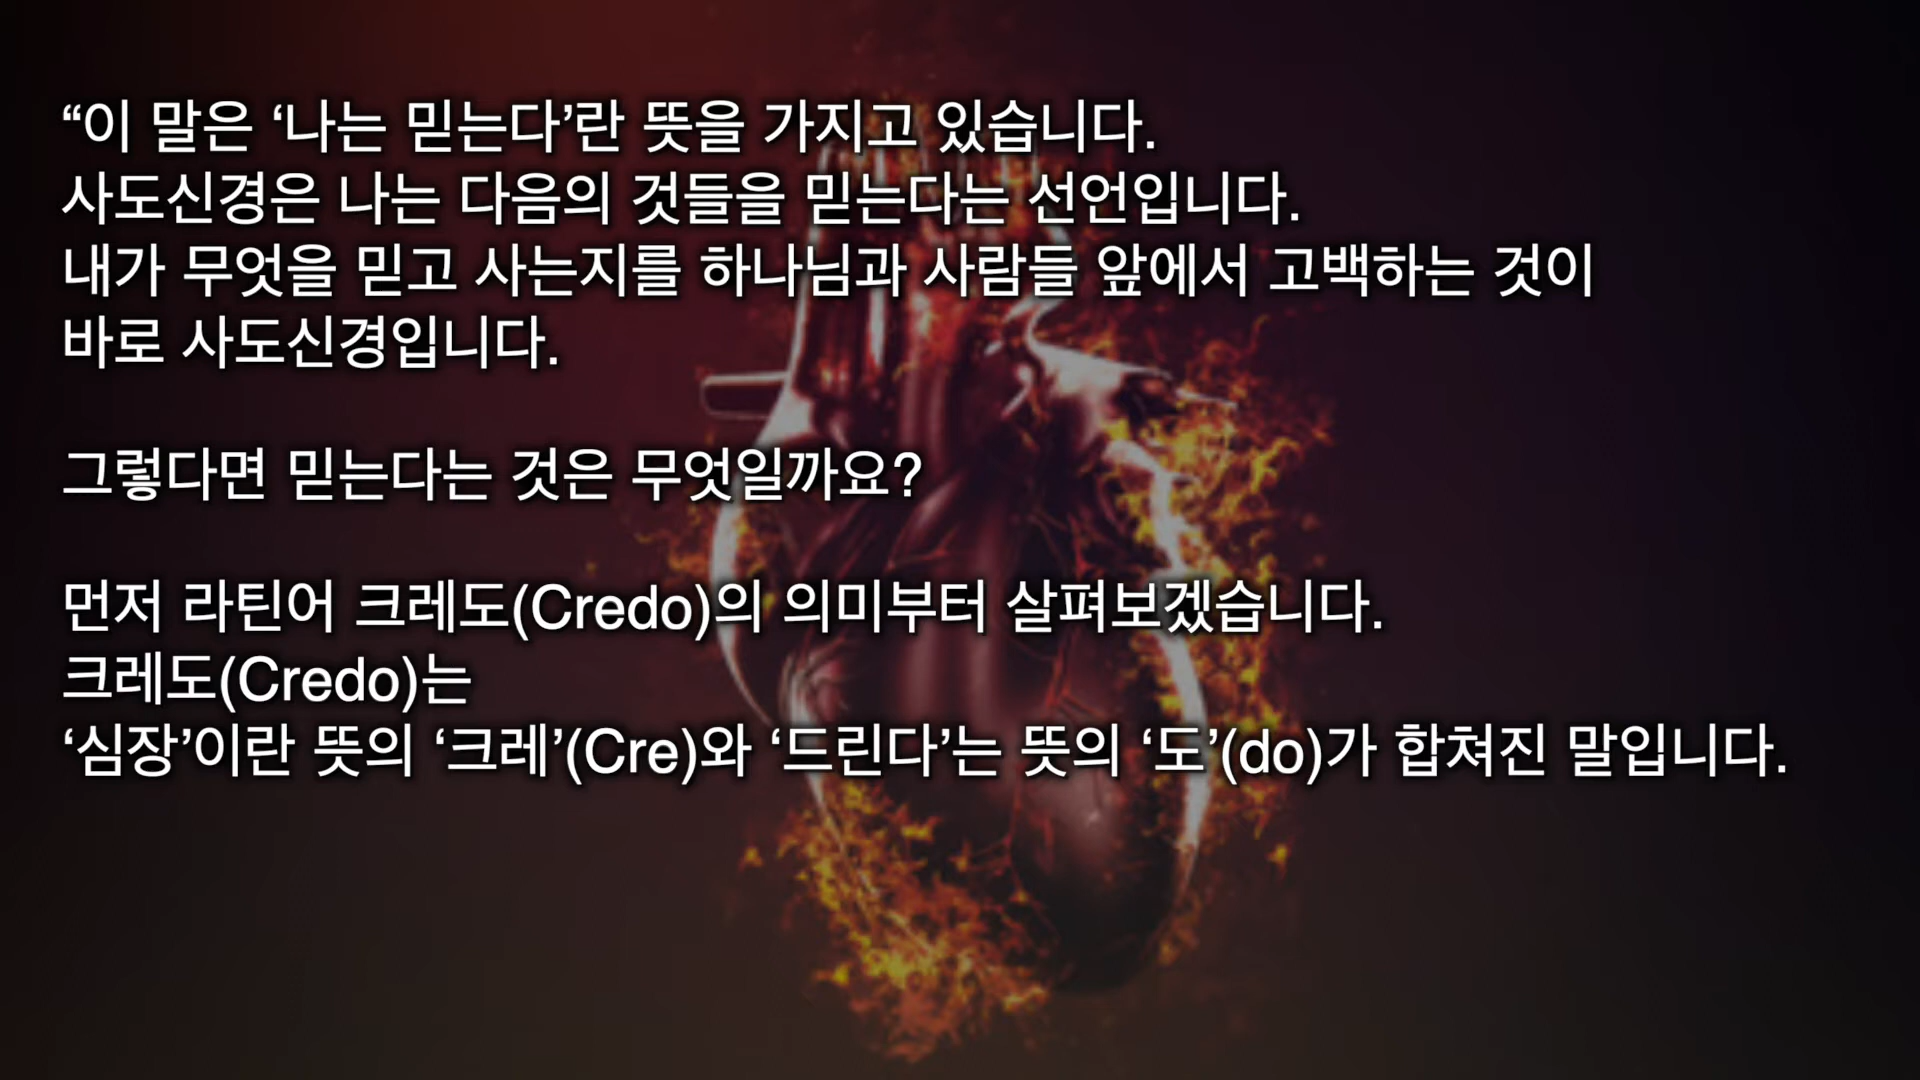 “이 말은 ‘나는 믿는다’란 뜻을 가지고 있습니다.
사도신경은 나는 다음의 것들을 믿는다는 선언입니다.
내가 무엇을 믿고 사는지를 하나님과 사람들 앞에서 고백하는 것이
바로 사도신경입니다.
그렇다면 믿는다는 것은 무엇일까요?
먼저 라틴어 크레도(Credo)의 의미부터 살펴보겠습니다.
크레도(Credo)는
‘심장’이란 뜻의 ‘크레’(Cre)와 ‘드린다’는 뜻의 ‘도’(do)가 합쳐진 말입니다.